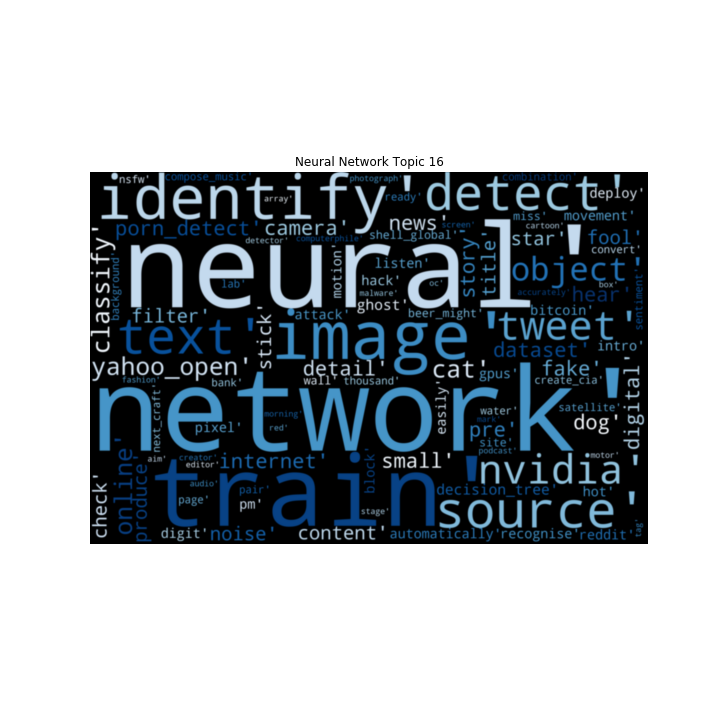 Neural Network Topic 16
nsfw'
compose_music'
photograph'
combination'
identify'
array'
ready'
detect'
deploy'
miss'
movement'
cartoon'
porn_detect'
camera'
news'
screen'
shell_global'
star'
fool'
convert'
detector'
computerphile'
classify'
background'
neural'
lab'
motion'
listen'
hack'
malware'
ghost'
oc'
story'
title'
object'
accurately'
box'
hear'
sentiment'
filter'
attack'
beer_might'
bitcoin'
text'
stick'
image'
tweet'
dataset'
intro'
yahoo_open'
detail'
cat'
gpus'
fake'
create_cia'
fashion'
bank'
wall'
thousand'
digital'
network'
easily'
next_craft'
morning'
red'
pixel'
water'
mark'
satellite'
pre'
dog'
site'
podcast'
motor'
aim'
creator'
editor'
internet'
block'
small'
nvidia'
check'
online'
produce'
train'
audio'
page'
pair'
pm'
decision_tree'
hot'
stage'
source'
tag'
digit'
noise'
content'
automatically'
recognise'
reddit'